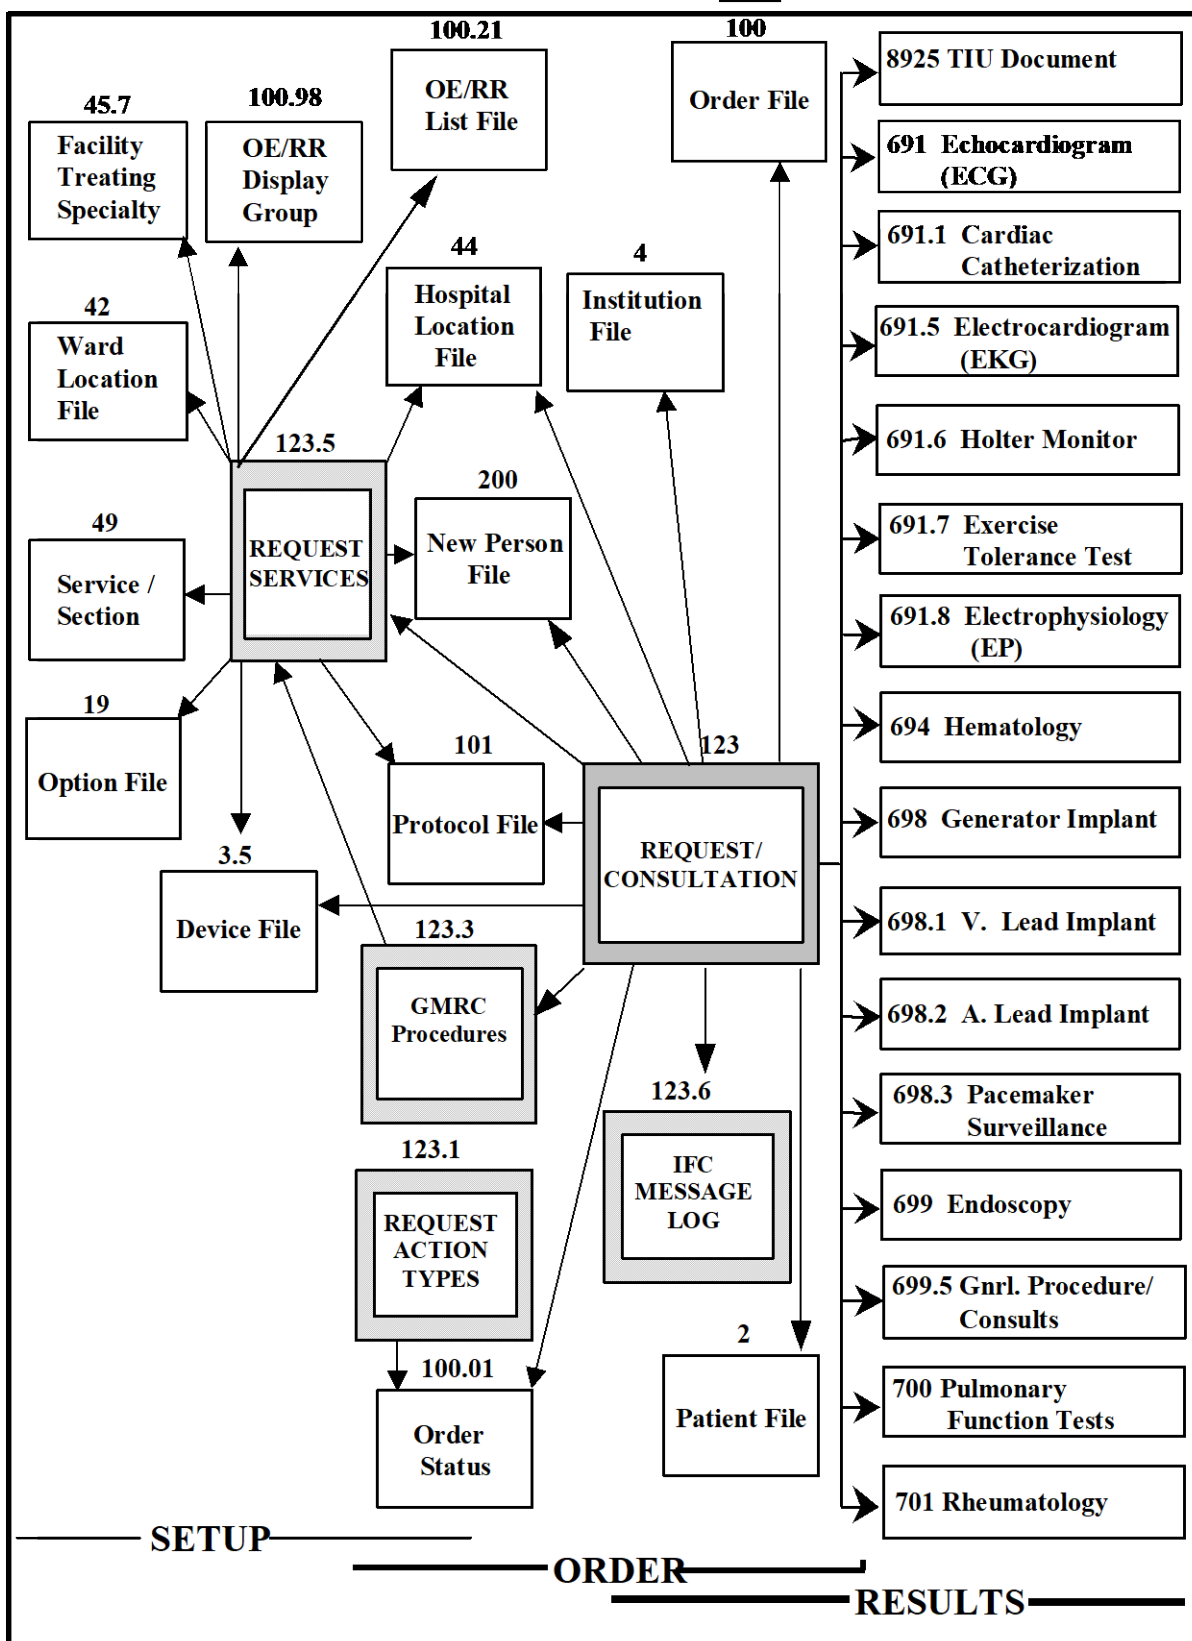 100.21
100
OE/RR
List File
Order File
8925 TIU Document
45.7
Facility
Treating
Specialty
100.98
OE/RR
Display
Group
691 Echocardiogram
(ECG)
44
Hospital
Location
File
4
Institution
File
691.1 Cardiac
Catheterization
42
Ward
Location
File
691.5 Electrocardiogram
(EKG)
123.5
REQUEST
SERVICES
691.6 Holter Monitor
200
New Person
File
49
Service /
Section
691.7 Exercise
Tolerance Test
691.8 Electrophysiology
(EP)
19
Option File
101
Protocol File
123
REQUEST/
CONSULTATION
694 Hematology
698 Generator Implant
3.5
Device File
123.3
GMRC
Procedures
698.1 V. Lead Implant
698.2 A. Lead Implant
123.6
IFC
MESSAGE
LOG
698.3 Pacemaker
Surveillance
123.1
REQUEST
ACTION
TYPES
699 Endoscopy
699.5 Gnrl. Procedure/
Consults
100.01
Order
Status
2
Patient File
700 Pulmonary
Function Tests
701 Rheumatology
SETUP
ORDER
RESULTS